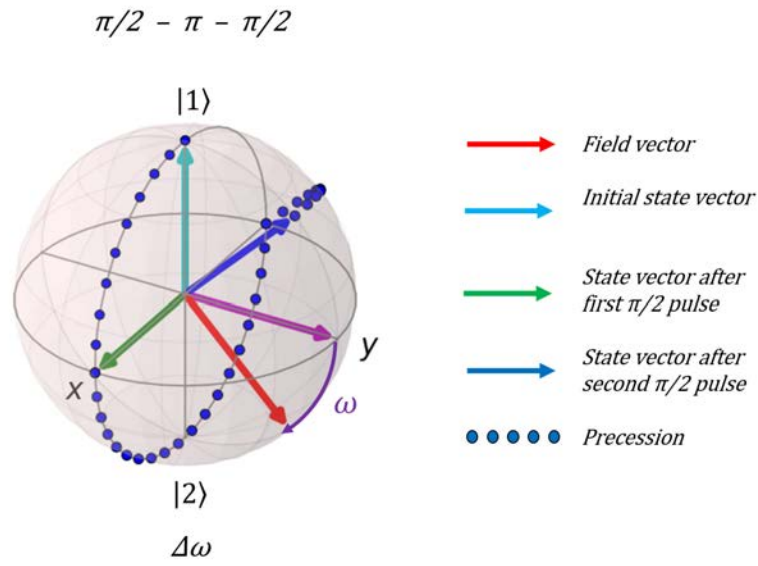 π/2 – π – π/2
|1⟩
Field vector
Initial state vector
State vector after
first π/2 pulse
x
y
ω
State vector after
second π/2 pulse
Precession
|2⟩
Δω